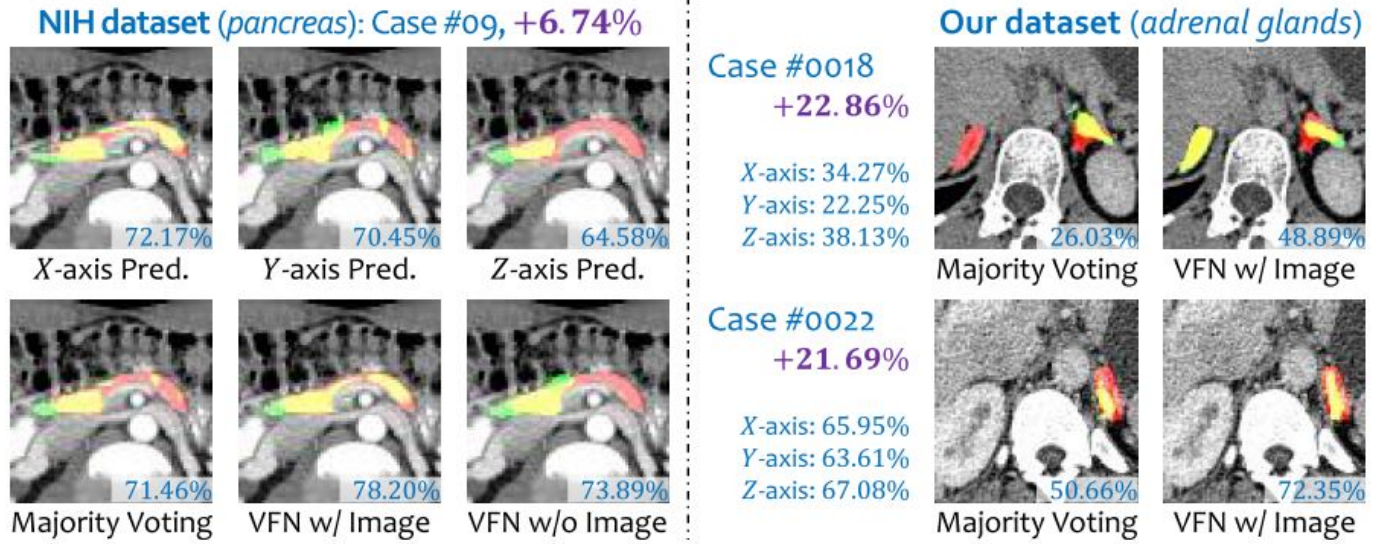 NIH dataset (pancreas): Case #09, +6.74%
72.17%
70.45%
64.58%
X-axis Pred.
Y-axis Pred.
Z-axis Pred.
71.46%
78.20%
73.89%
Majority Voting
VFN w/ Image
VFN w/o Image
Our dataset (adrenal glands)
Case #0018
+22.86%
X-axis: 34.27%
Y-axis: 22.25%
Z-axis: 38.13%
26.03%
48.89%
Majority Voting
VFN w/ Image
Case #0022
+21.69%
X-axis: 65.95%
Y-axis: 63.61%
Z-axis: 67.08%
50.66%
72.35%
Majority Voting
VFN w/ Image